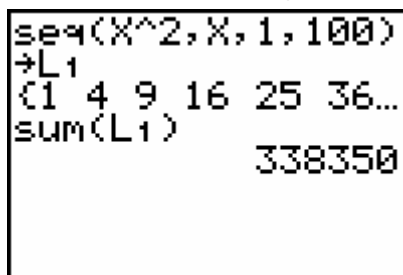 seq(X^2,X,1,100)
→L₁
{1 4 9 16 25 36…
sum(L₁)
338350